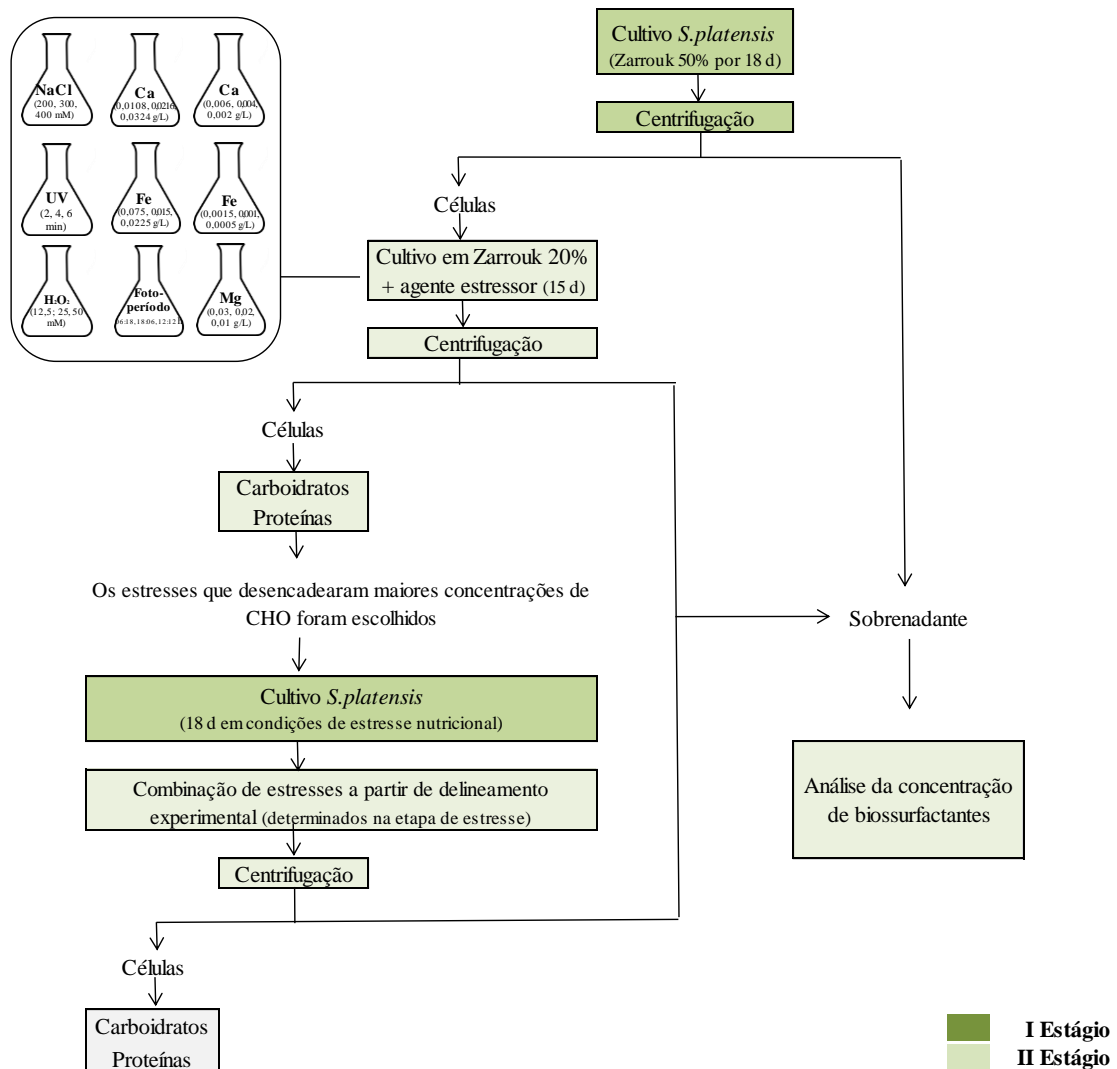 Cultivo S.platensis
(Zarrouk 50% por 18 d)
Centrifugação
NaCl
(200, 300,
400 mM)
Ca
(0,0108, 0,0216,
0,0324 g/L)
Ca
(0,006, 0,004,
0,002 g/L)
UV
(2, 4, 6
min)
Fe
(0,075, 0,015,
0,0225 g/L)
Fe
(0,0015, 0,001,
0,0005 g/L)
H₂O₂
(12,5; 25, 50
mM)
Foto-
período
06:18, 18:06, 12:12
Mg
(0,03, 0,02,
0,01 g/L)
Células
Cultivo em Zarrouk 20%
+ agente estressor (15 d)
Centrifugação
Células
Carboidratos
Proteínas
Os estresses que desencadearam maiores concentrações de
CHO foram escolhidos
Sobrenadante
Cultivo S.platensis
(18 d em condições de estresse nutricional)
Combinação de estresses a partir de delineamento
experimental (determinados na etapa de estresse)
Análise da concentração
de biossurfactantes
Centrifugação
Células
Carboidratos
Proteínas
I Estágio
II Estágio